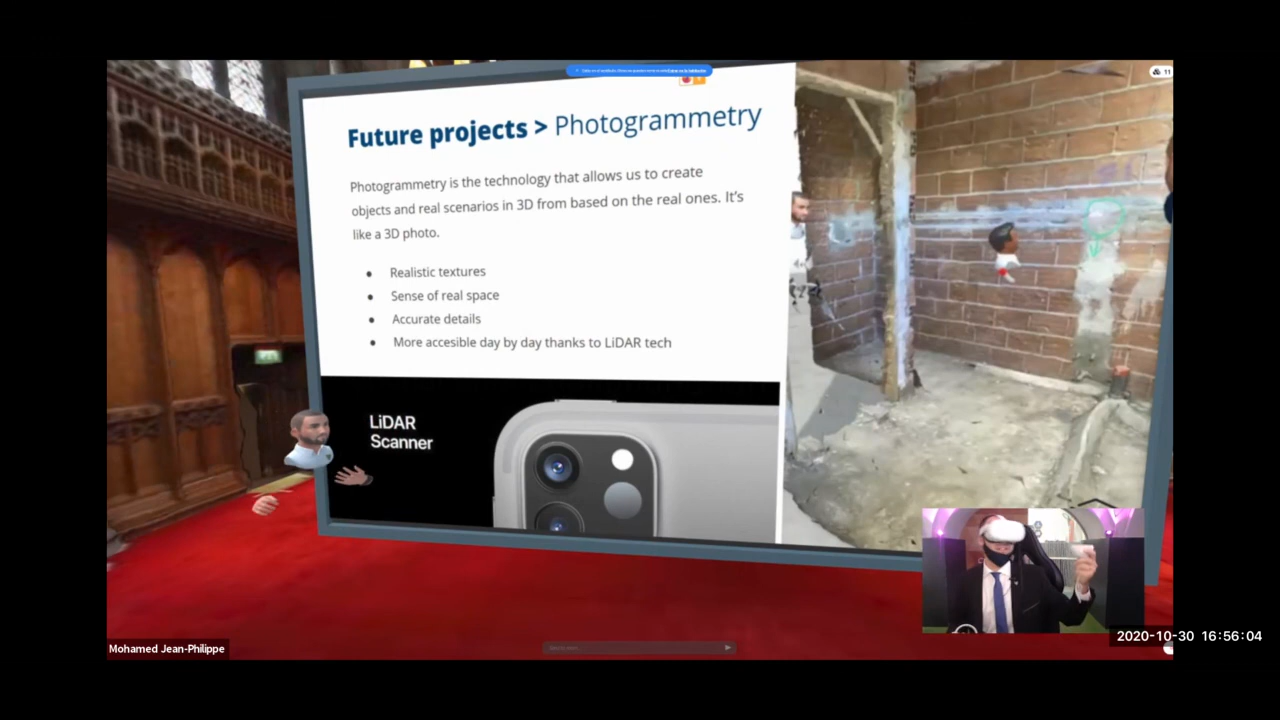 11
Future projects > Photogrammetry
Photogrammetry is the technology that allows us to create
objects and real scenarios in 3D from based on the real ones. It's
like a 3D photo.
● Realistic textures
● Sense of real space
● Accurate details
● More accesible day by day thanks to LiDAR tech
LiDAR
Scanner
2020-10-30 16:56:04
Mohamed Jean-Philippe